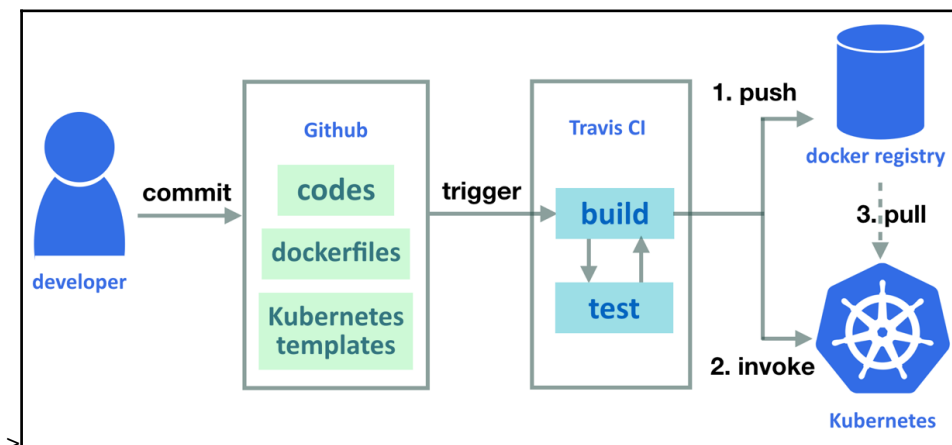 developer
commit
Github
codes
dockerfiles
Kubernetes
templates
trigger
Travis CI
build
test
1. push
docker registry
3. pull
2. invoke
Kubernetes
>